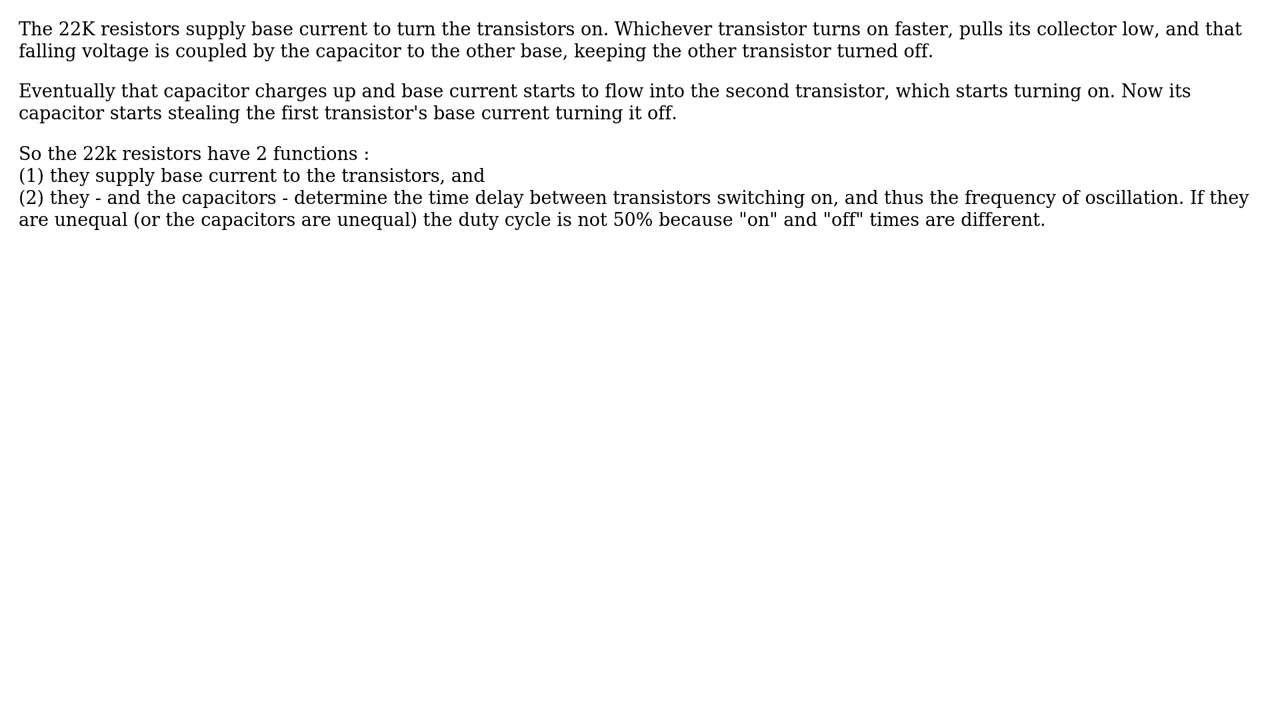 The 22K resistors supply base current to turn the transistors on. Whichever transistor turns on faster, pulls its collector low, and that
falling voltage is coupled by the capacitor to the other base, keeping the other transistor turned off.
Eventually that capacitor charges up and base current starts to flow into the second transistor, which starts turning on. Now its
capacitor starts stealing the first transistor's base current turning it off.
So the 22k resistors have 2 functions :
(1) they supply base current to the transistors, and
(2) they - and the capacitors - determine the time delay between transistors switching on, and thus the frequency of oscillation. If they
are unequal (or the capacitors are unequal) the duty cycle is not 50% because "on" and "off" times are different.